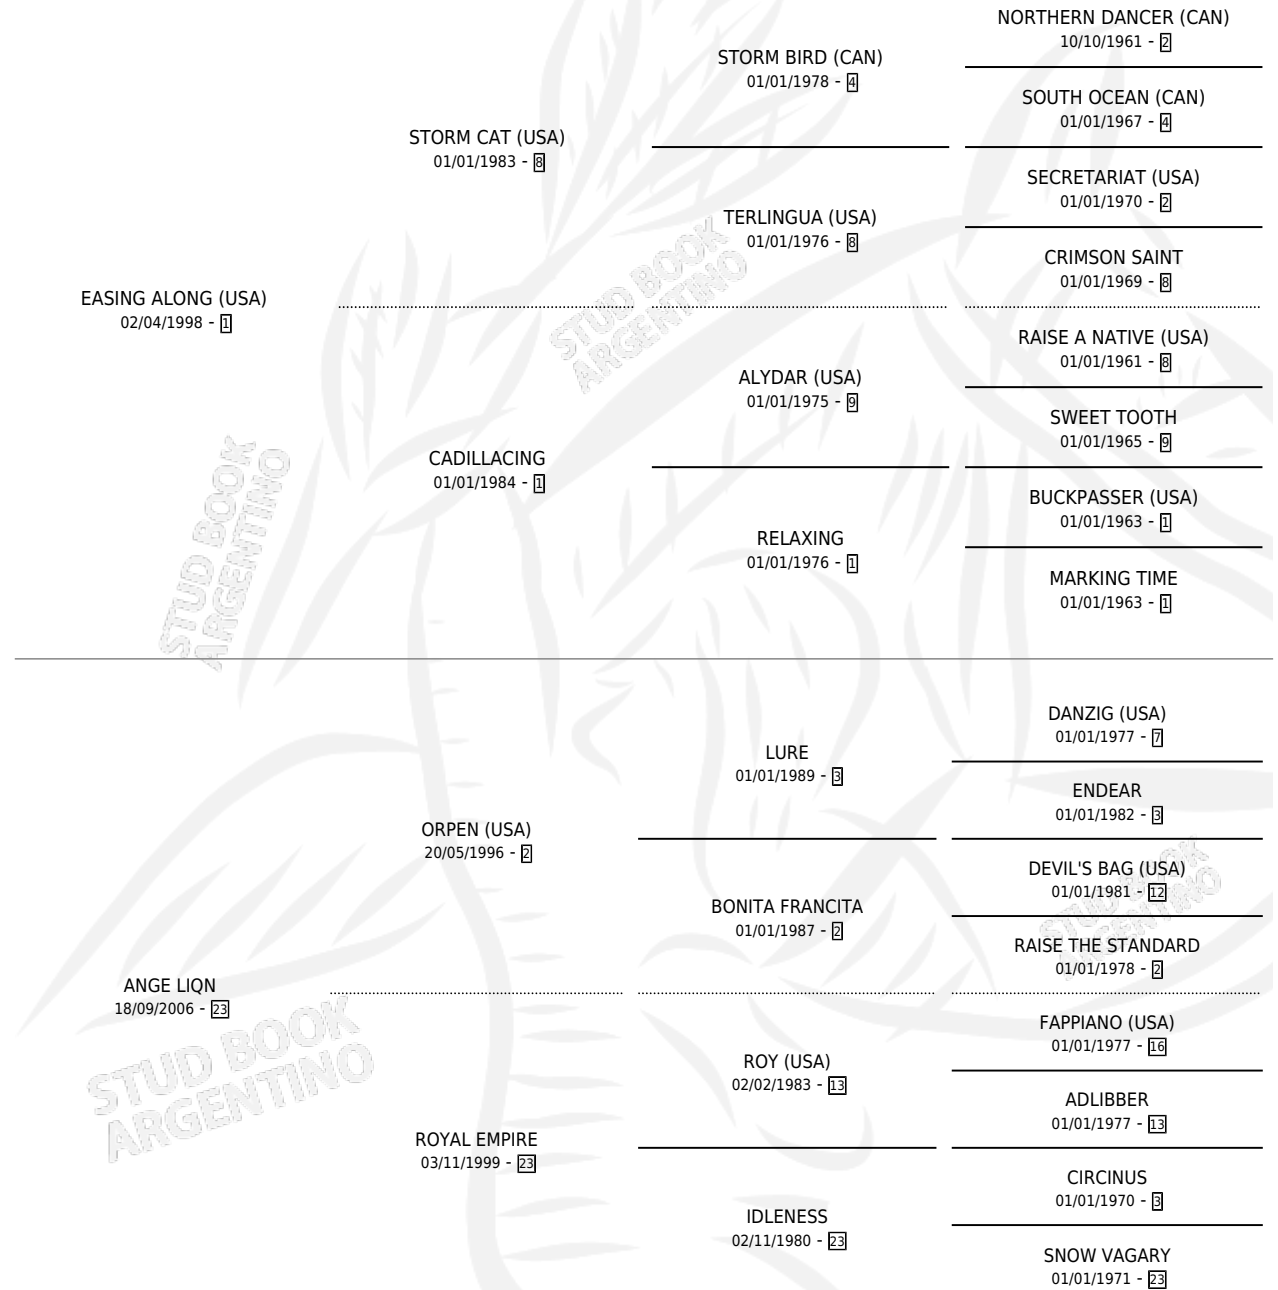 NORTHERN DANCER (CAN)
10/10/1961 - 2
STORM BIRD (CAN)
01/01/1978 - 4
SOUTH OCEAN (CAN)
01/01/1967 - 4
STORM CAT (USA)
01/01/1983 - 8
SECRETARIAT (USA)
01/01/1970 - 2
TERLINGUA (USA)
01/01/1976 - 8
CRIMSON SAINT
01/01/1969 - 8
EASING ALONG (USA)
02/04/1998 - 1
RAISE A NATIVE (USA)
01/01/1961 - 8
ALYDAR (USA)
01/01/1975 - 9
SWEET TOOTH
01/01/1965 - 9
CADILLACING
01/01/1984 - 1
BUCKPASSER (USA)
01/01/1963 - 1
RELAXING
01/01/1976 - 1
MARKING TIME
01/01/1963 - 1
STUD BOOK
ARGENTINO
STUD BOOK
ARGENTINO
DANZIG (USA)
01/01/1977 - 7
LURE
01/01/1989 - 3
ENDEAR
01/01/1982 - 3
ORPEN (USA)
20/05/1996 - 2
DEVIL'S BAG (USA)
01/01/1981 - 12
BONITA FRANCITA
01/01/1987 - 2
RAISE THE STANDARD
01/01/1978 - 2
ANGE LIQN
18/09/2006 - 23
FAPPIANO (USA)
01/01/1977 - 16
ROY (USA)
02/02/1983 - 13
ADLIBBER
01/01/1977 - 13
ROYAL EMPIRE
03/11/1999 - 23
CIRCINUS
01/01/1970 - 3
IDLENESS
02/11/1980 - 23
SNOW VAGARY
01/01/1971 - 23
STUD BOOK
ARGENTINO
STUD BOOK
ARGENTINO